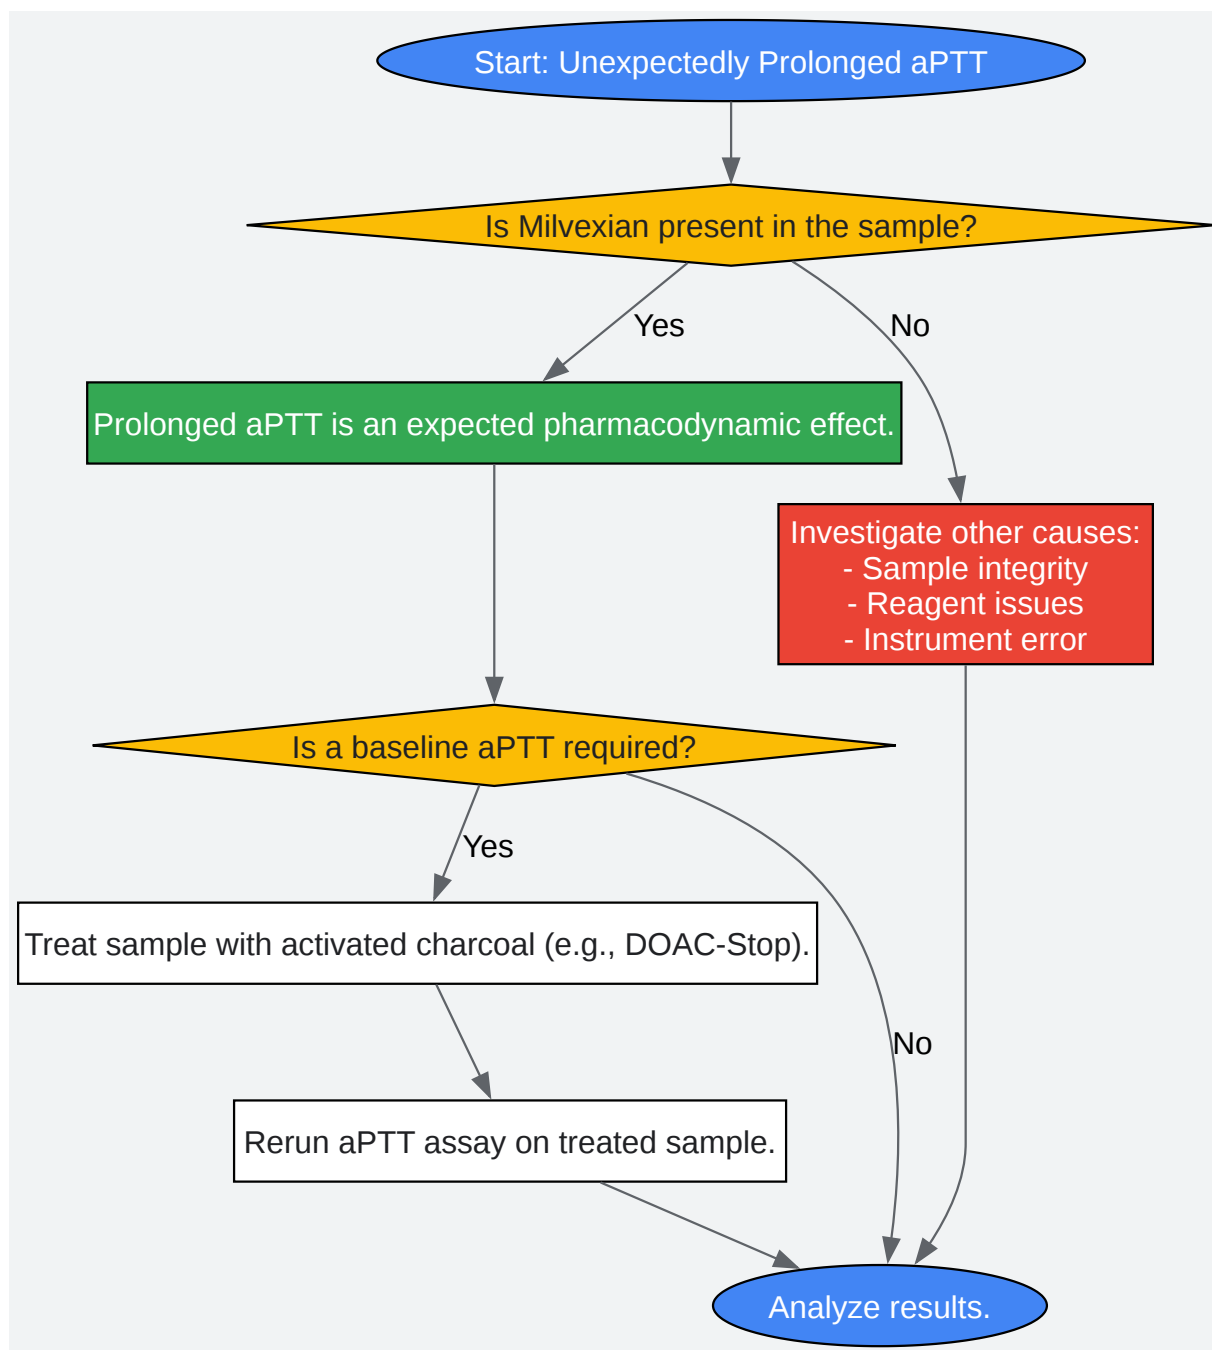 Start: Unexpectedly Prolonged aPTT
Is Milvexian present in the sample?
Yes
No
Prolonged aPTT is an expected pharmacodynamic effect.
Investigate other causes:
- Sample integrity
- Reagent issues
- Instrument error
Is a baseline aPTT required?
Yes
Treat sample with activated charcoal (e.g., DOAC-Stop).
No
Rerun aPTT assay on treated sample.
Analyze results.